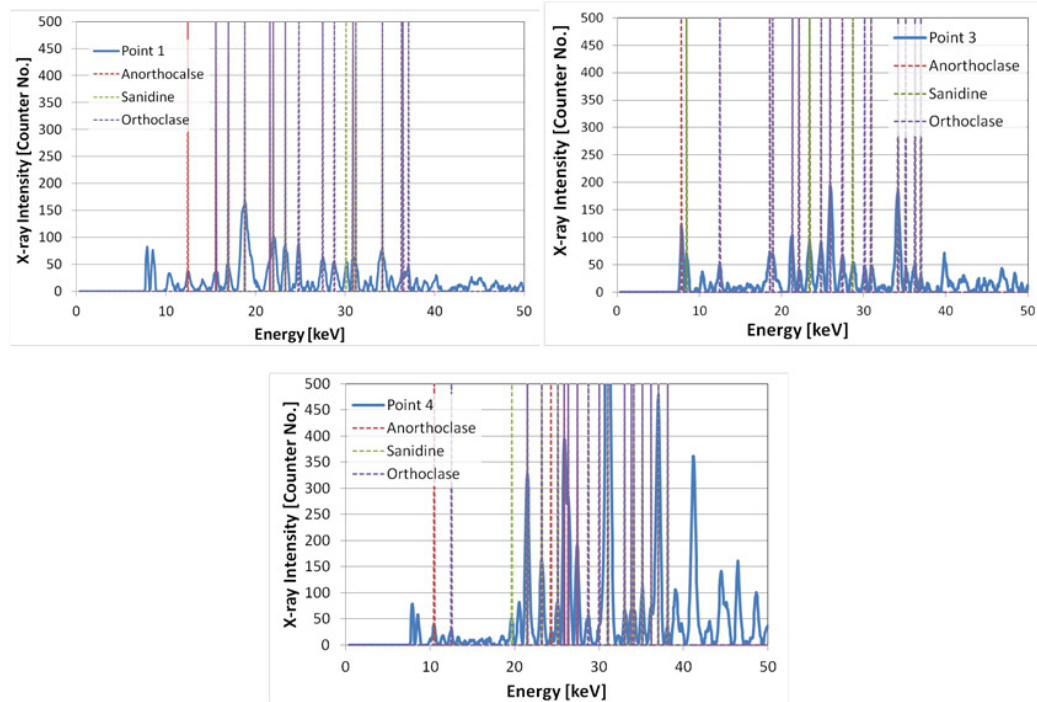 500
450
400
350
300
250
200
150
100
50
0
X-ray Intensity [Counter No.]
Point 1
Anorthocalse
Sanidine
Orthoclase
0 10 20 30 40 50
Energy [keV]
500
450
400
350
300
250
200
150
100
50
0
X-ray Intensity [Counter No.]
Point 3
Anorthoclase
Sanidine
Orthoclase
0 10 20 30 40 50
Energy [keV]
500
450
400
350
300
250
200
150
100
50
0
X-ray Intensity [Counter No.]
Point 4
Anorthoclase
Sanidine
Orthoclase
0 10 20 30 40 50
Energy [keV]